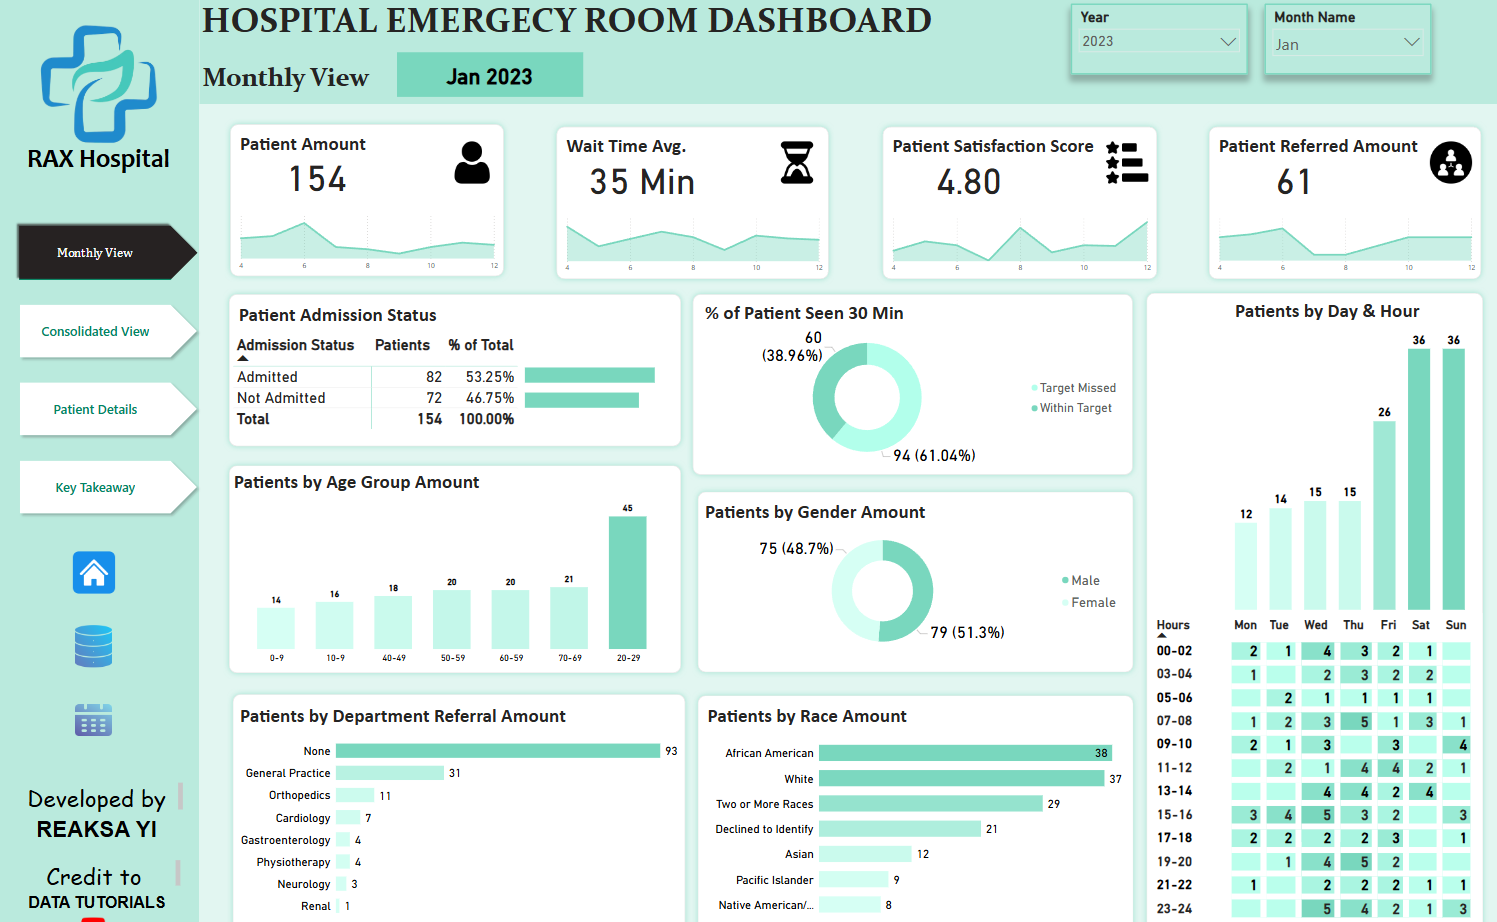 HOSPITAL EMERGECY ROOM DASHBOARD
Monthly View
Jan 2023
Year
2023
Month Name
Jan
RAX Hospital
Monthly View
Consolidated View
Patient Details
Key Takeaway
Developed by
REAKSA YI
Credit to
DATA TUTORIALS
Patient Amount
154
4 6 8 10 12
Wait Time Avg.
35 Min
4 6 8 10 12
Patient Satisfaction Score
4.80
4 6 8 10 12
Patient Referred Amount
61
4 6 8 10 12
Patient Admission Status
Admission Status Patients % of Total
Admitted 82 53.25%
Not Admitted 72 46.75%
Total 154 100.00%
% of Patient Seen 30 Min
60
(38.96%)
94 (61.04%)
Target Missed
Within Target
Patients by Age Group Amount
14 16 18 20 20 21 45
0-9 10-9 40-49 50-59 60-59 70-69 20-29
Patients by Gender Amount
75 (48.7%)
79 (51.3%)
Male
Female
Patients by Department Referral Amount
None 93
General Practice 31
Orthopedics 11
Cardiology 7
Gastroenterology 4
Physiotherapy 4
Neurology 3
Renal 1
Patients by Race Amount
African American 38
White 37
Two or More Races 29
Declined to Identify 21
Asian 12
Pacific Islander 9
Native American/... 8
Patients by Day & Hour
12 14 15 15 26 36 36
Hours Mon Tue Wed Thu Fri Sat Sun
00-02 2 1 4 3 2 1
03-04 1 2 3 2 2
05-06 2 1 1 1 1
07-08 1 2 3 5 1 3 1
09-10 2 1 3 3 4
11-12 2 1 4 4 2 1
13-14 4 4 2 4
15-16 3 4 5 3 2 3
17-18 2 2 2 2 3 1
19-20 1 4 5 2
21-22 1 2 2 2 1 1
23-24 5 4 2 1 3